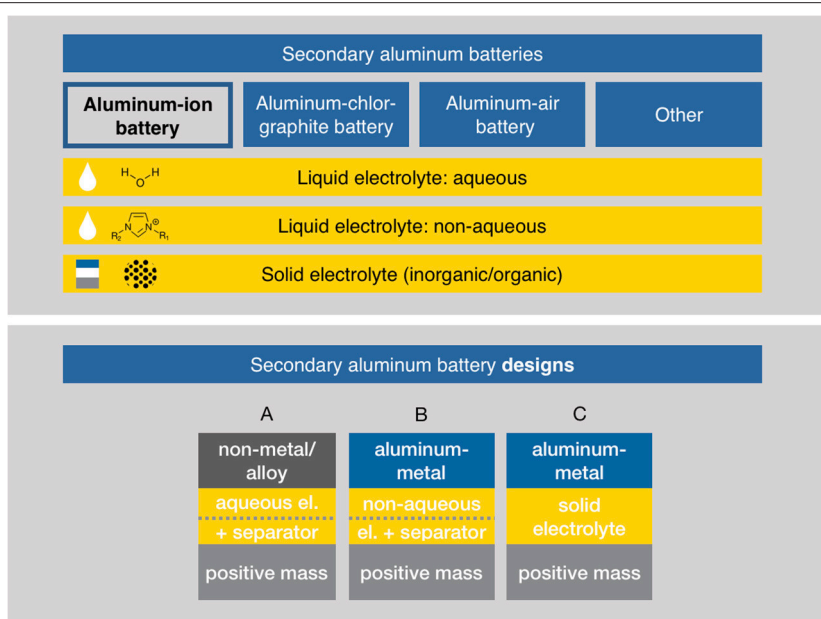 Secondary aluminum batteries
Aluminum-ion
battery
Aluminum-chlor-
graphite battery
Aluminum-air
battery
Other
H O H
Liquid electrolyte: aqueous
R₂ N N ⊕ R₁
Liquid electrolyte: non-aqueous
Solid electrolyte (inorganic/organic)
Secondary aluminum battery designs
A
B
C
non-metal/
alloy
aqueous el.
+ separator
positive mass
aluminum-
metal
non-aqueous
el. + separator
positive mass
aluminum-
metal
solid
electrolyte
positive mass